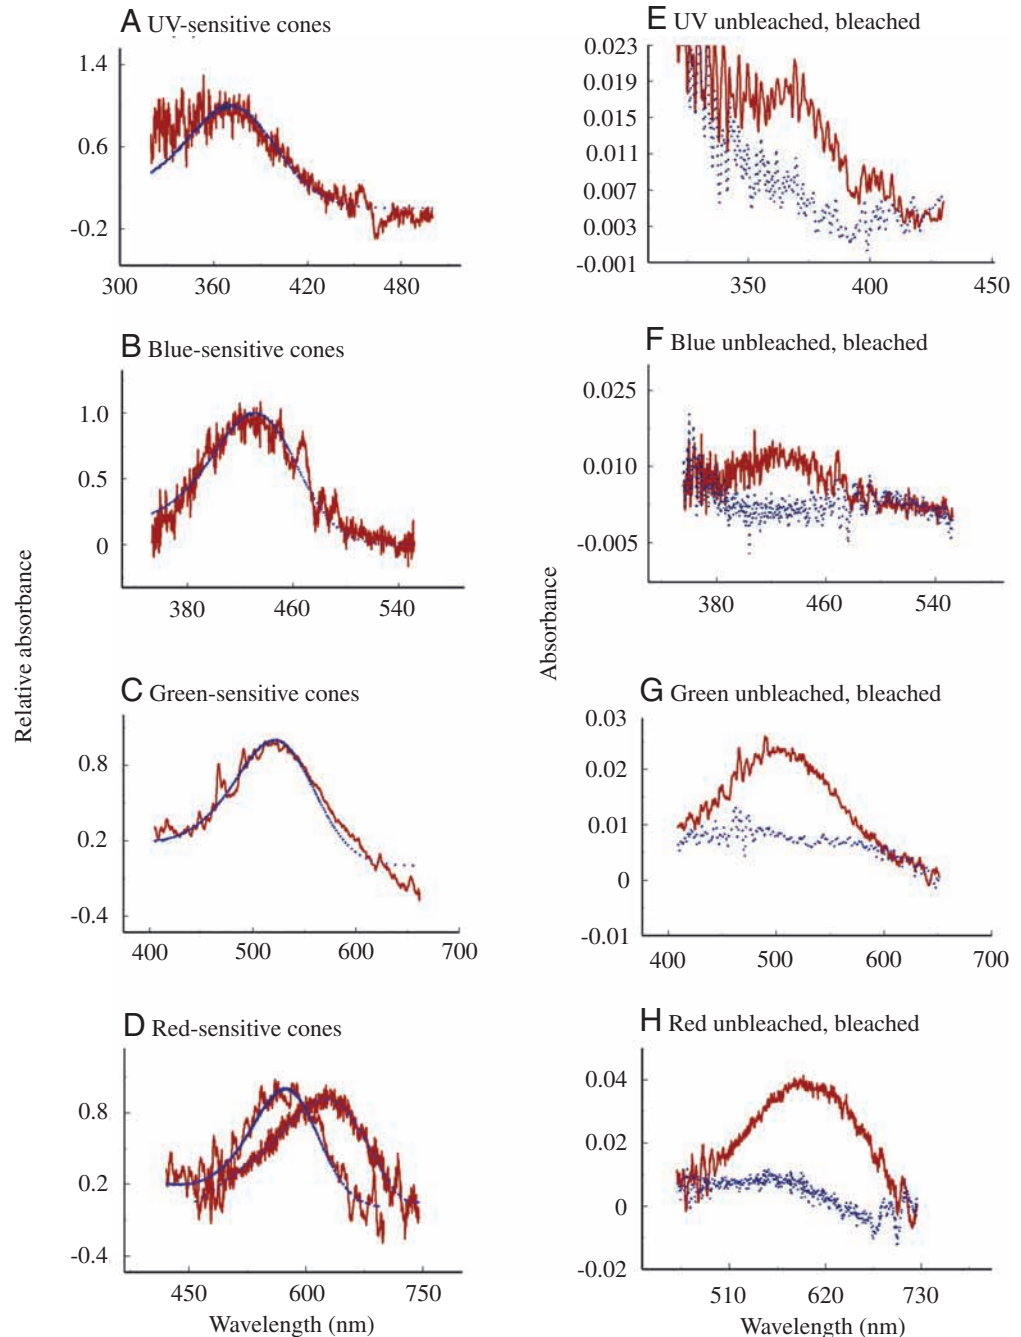 A UV-sensitive cones
1.4
0.6
-0.2
300 360 420 480
E UV unbleached, bleached
0.023
0.019
0.015
0.011
0.007
0.003
-0.001
350 400 450
B Blue-sensitive cones
1.0
0.5
0
380 460 540
F Blue unbleached, bleached
0.025
0.010
-0.005
380 460 540
Relative absorbance
Absorbance
C Green-sensitive cones
0.8
0.2
-0.4
400 500 600 700
G Green unbleached, bleached
0.03
0.02
0.01
0
-0.01
400 500 600 700
D Red-sensitive cones
0.8
0.2
-0.4
450 600 750
Wavelength (nm)
H Red unbleached, bleached
0.04
0.02
0
-0.02
510 620 730
Wavelength (nm)